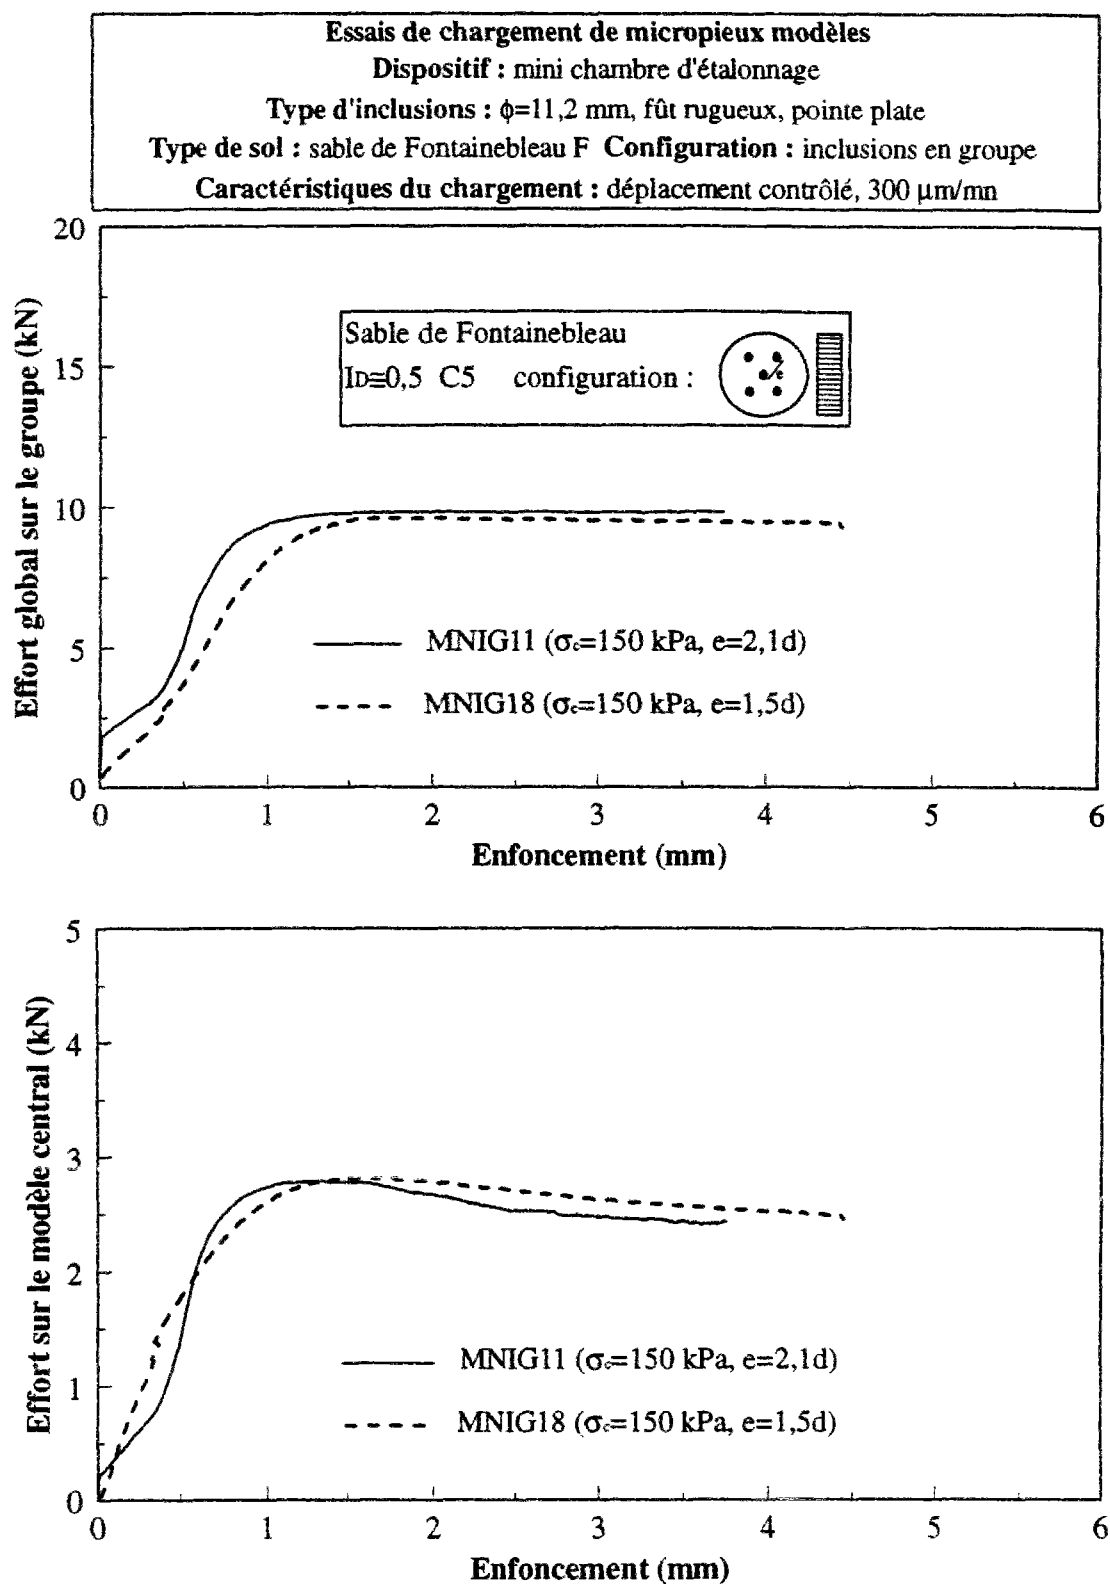 Essais de chargement de micropieux modèles
Dispositif : mini chambre d'étalonnage
Type d'inclusions : ϕ=11,2 mm, fût rugueux, pointe plate
Type de sol : sable de Fontainebleau F Configuration : inclusions en groupe
Caractéristiques du chargement : déplacement contrôlé, 300 µm/mn
Effort global sur le groupe (kN)
20
15
10
5
0
Sable de Fontainebleau
ID≅0,5 C5 configuration :
MNIG11 (σc=150 kPa, e=2,1d)
MNIG18 (σc=150 kPa, e=1,5d)
0 1 2 3 4 5 6
Enfoncement (mm)
Effort sur le modèle central (kN)
5
4
3
2
1
0
MNIG11 (σc=150 kPa, e=2,1d)
MNIG18 (σc=150 kPa, e=1,5d)
0 1 2 3 4 5 6
Enfoncement (mm)